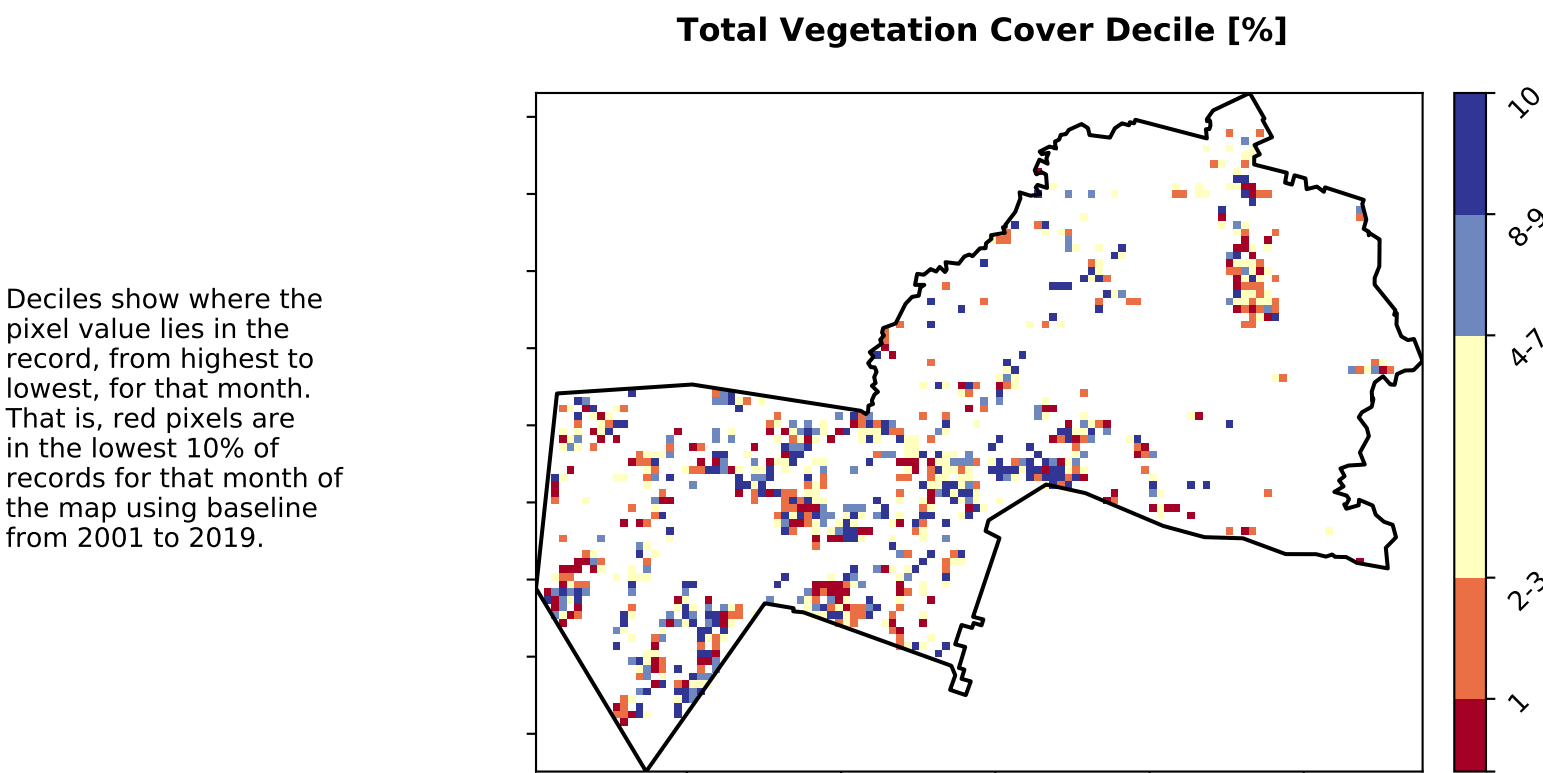 Total Vegetation Cover Decile [%]
Deciles show where the
pixel value lies in the
record, from highest to
lowest, for that month.
That is, red pixels are
in the lowest 10% of
records for that month of
the map using baseline
from 2001 to 2019.
10
8-9
4-7
2-3
1